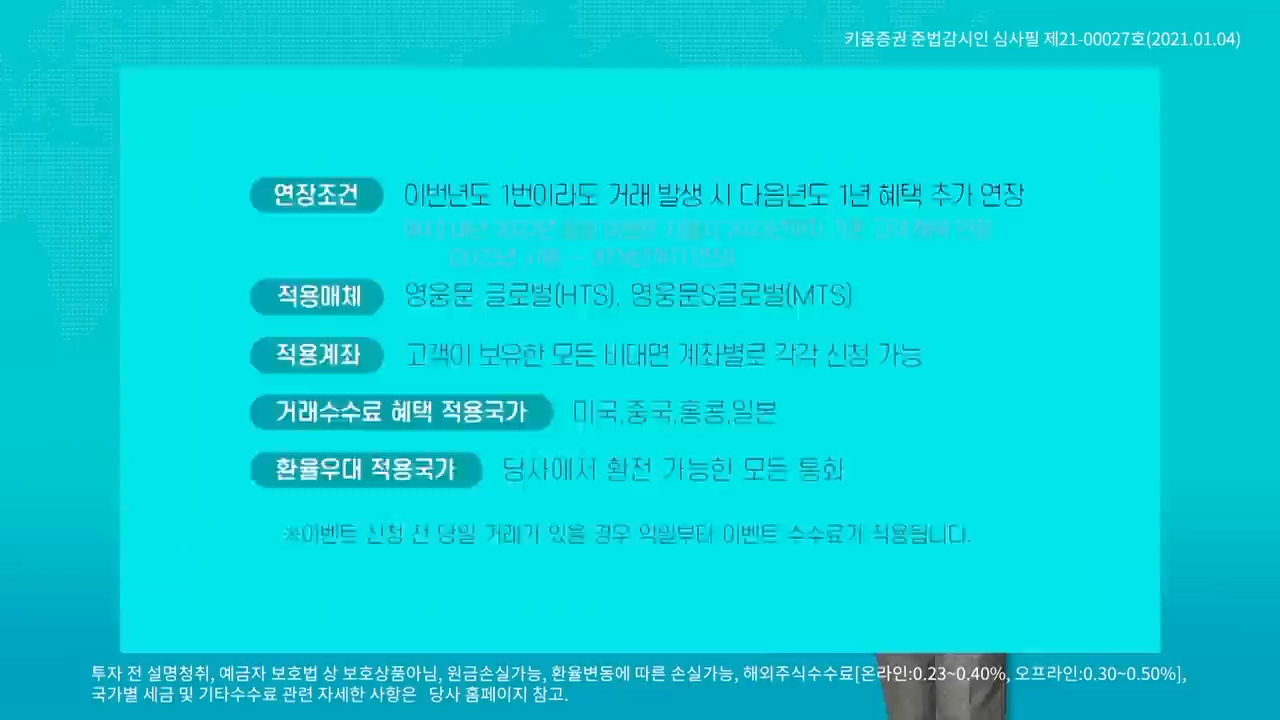 키움증권 준법감시인 심사필 제21-00027호(2021.01.04)
연장조건 이번년도 1번이라도 거래 발생 시 다음년도 1년 혜택 추가 연장
적용매체 영웅문 글로벌(HTS), 영웅문S글로벌(MTS)
적용계좌 고객이 보유한 모든 비대면 계좌별로 각각 신청 가능
거래수수료 혜택 적용국가 미국,중국,홍콩,일본
환율우대 적용국가 당사에서 환전 가능한 모든 통화
※이벤트 신청 전 당일 거래가 있을 경우 익일부터 이벤트 수수료가 적용됩니다.
투자 전 설명청취, 예금자 보호법 상 보호상품아님, 원금손실가능, 환율변동에 따른 손실가능, 해외주식수수료[온라인:0.23~0.40%, 오프라인:0.30~0.50%],
국가별 세금 및 기타수수료 관련 자세한 사항은 당사 홈페이지 참고.